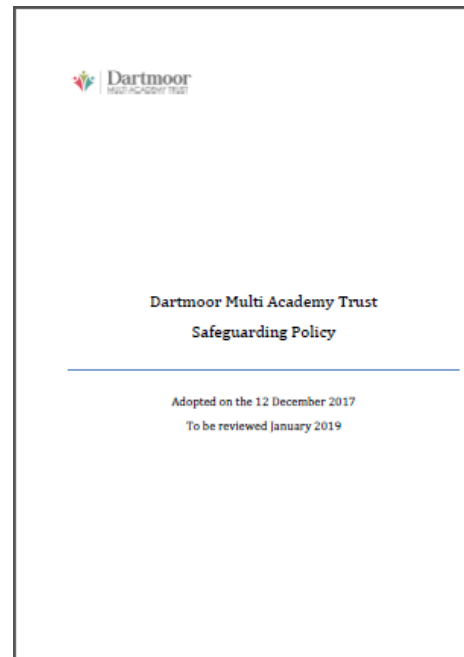 Dartmoor
MULTI ACADEMY TRUST
Dartmoor Multi Academy Trust
Safeguarding Policy
Adopted on the 12 December 2017
To be reviewed January 2019